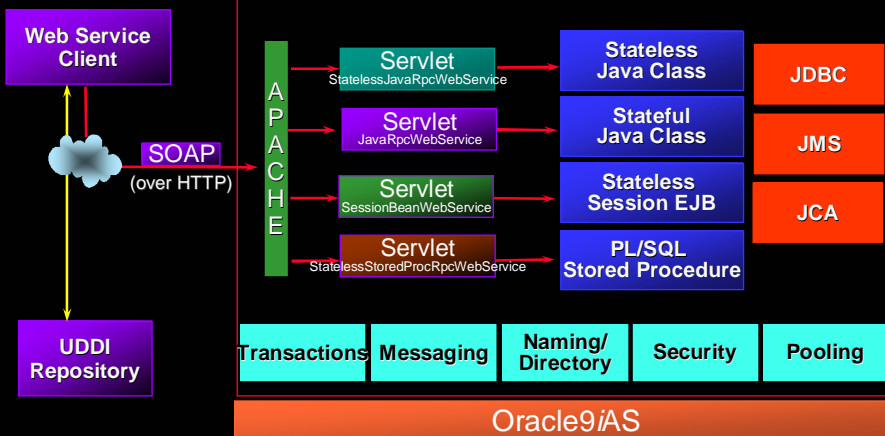 Web Service
Client
SOAP
(over HTTP)
UDDI
Repository
APACHE
Servlet
StatelessJavaRpcWebService
Servlet
JavaRpcWebService
Servlet
SessionBeanWebService
Servlet
StatelessStoredProcRpcWebService
Stateless
Java Class
Stateful
Java Class
Stateless
Session EJB
PL/SQL
Stored Procedure
JDBC
JMS
JCA
Transactions
Messaging
Naming/
Directory
Security
Pooling
Oracle9iAS